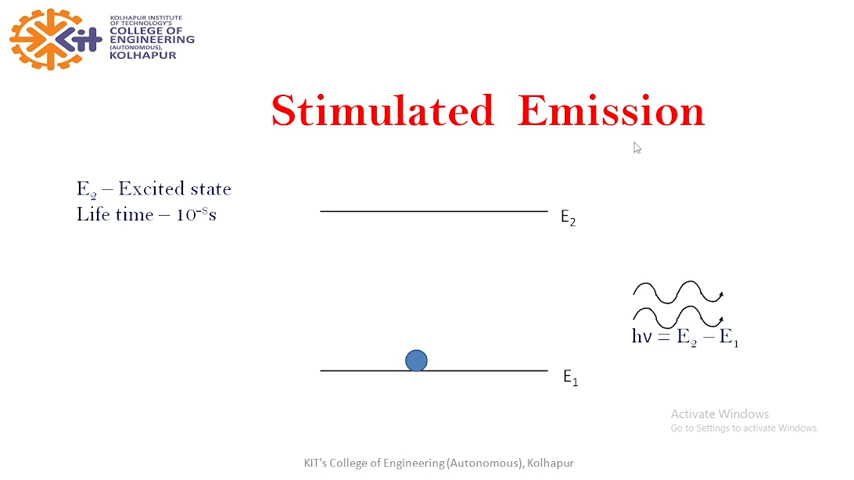 KOLHAPUR INSTITUTE
OF TECHNOLOGY'S
COLLEGE OF
ENGINEERING
(AUTONOMOUS),
KOLHAPUR
KIT
Stimulated Emission
E₂ – Excited state
Life time – 10⁻⁸s
E₂
hν = E₂ – E₁
E₁
Activate Windows
Go to Settings to activate Windows.
KIT's College of Engineering (Autonomous), Kolhapur